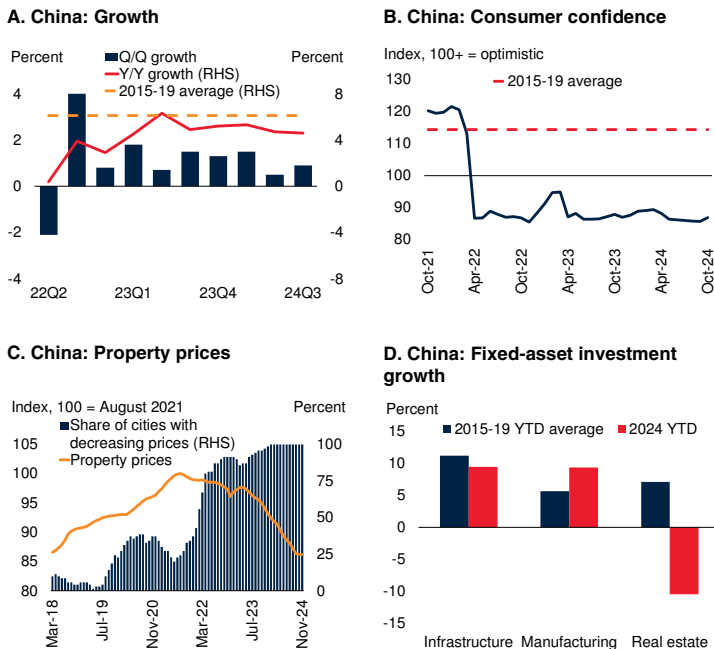 A. China: Growth
Percent
Percent
Q/Q growth
Y/Y growth (RHS)
2015-19 average (RHS)
4
2
0
-2
-4
8
4
0
-4
-8
22Q2
23Q1
23Q4
24Q3
B. China: Consumer confidence
Index, 100+ = optimistic
2015-19 average
130
120
110
100
90
80
Oct-21
Apr-22
Oct-22
Apr-23
Oct-23
Apr-24
Oct-24
C. China: Property prices
Index, 100 = August 2021
Percent
Share of cities with
decreasing prices (RHS)
Property prices
105
100
95
90
85
80
100
75
50
25
0
Mar-18
Jul-19
Nov-20
Mar-22
Jul-23
Nov-24
D. China: Fixed-asset investment
growth
Percent
2015-19 YTD average
2024 YTD
15
10
5
0
-5
-10
-15
Infrastructure
Manufacturing
Real estate